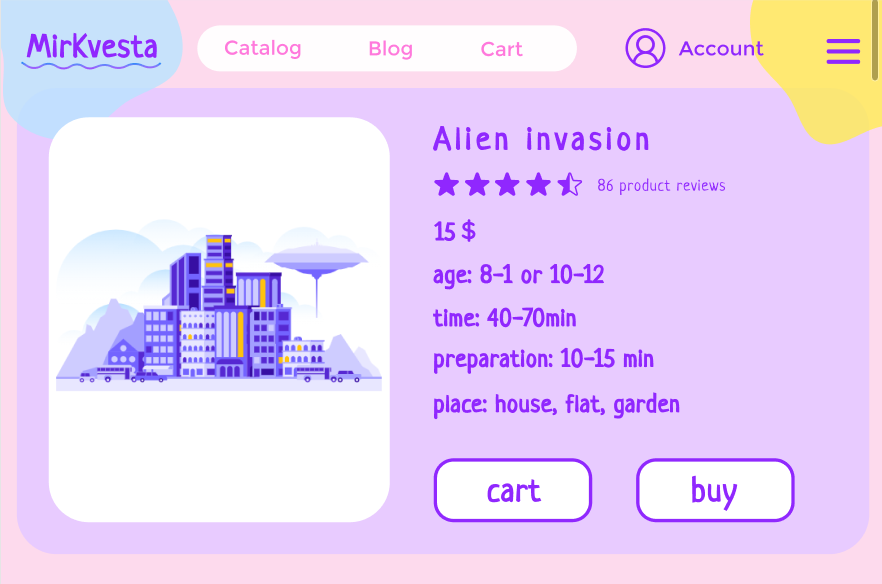 MirKvesta
Catalog Blog Cart
Account
Alien invasion
86 product reviews
15 $
age: 8-1 or 10-12
time: 40-70min
preparation: 10-15 min
place: house, flat, garden
cart buy